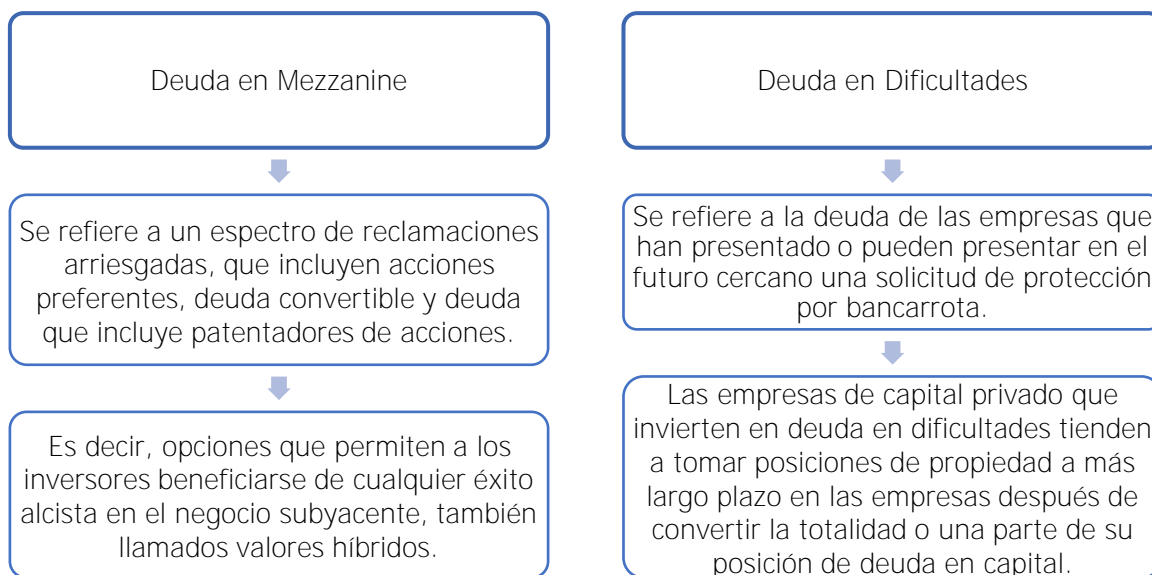 Deuda en Mezzanine
Se refiere a un espectro de reclamaciones
arriesgadas, que incluyen acciones
preferentes, deuda convertible y deuda
que incluye patentadores de acciones.
Es decir, opciones que permiten a los
inversores beneficiarse de cualquier éxito
alcista en el negocio subyacente, también
llamados valores híbridos.
Deuda en Dificultades
Se refiere a la deuda de las empresas que
han presentado o pueden presentar en el
futuro cercano una solicitud de protección
por bancarrota.
Las empresas de capital privado que
invierten en deuda en dificultades tienden
a tomar posiciones de propiedad a más
largo plazo en las empresas después de
convertir la totalidad o una parte de su
posición de deuda en capital.